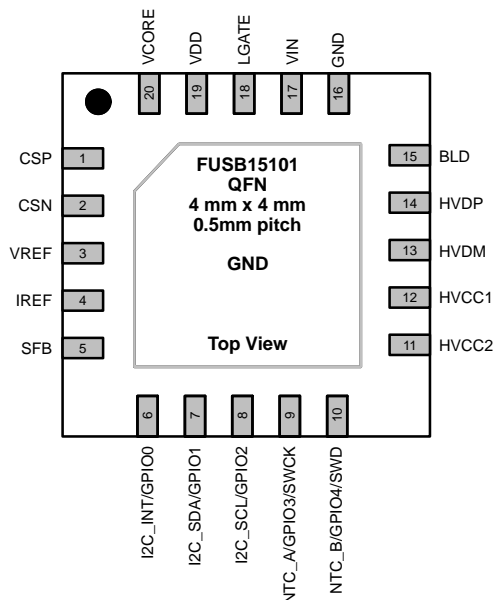 VCORE
VDD
LGATE
VIN
GND
20
19
18
17
16
CSP
1
CSN
2
VREF
3
IREF
4
SFB
5
FUSB15101
QFN
4 mm x 4 mm
0.5mm pitch
GND
Top View
15
BLD
14
HVDP
13
HVDM
12
HVCC1
11
HVCC2
6
7
8
9
10
I2C_INT/GPIO0
I2C_SDA/GPIO1
I2C_SCL/GPIO2
NTC_A/GPIO3/SWCK
NTC_B/GPIO4/SWD